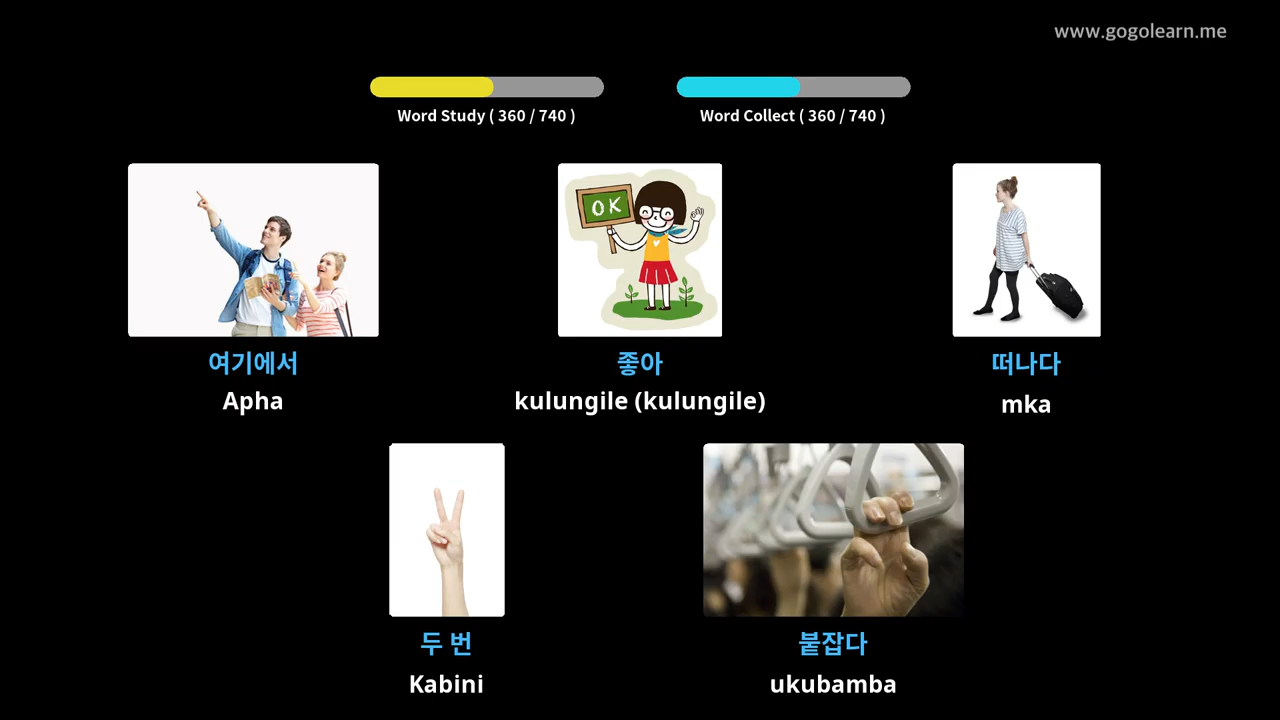 www.gogolearn.me
Word Study ( 360 / 740 )
Word Collect ( 360 / 740 )
OK
여기에서
Apha
좋아
kulungile (kulungile)
떠나다
mka
두 번
Kabini
붙잡다
ukubamba